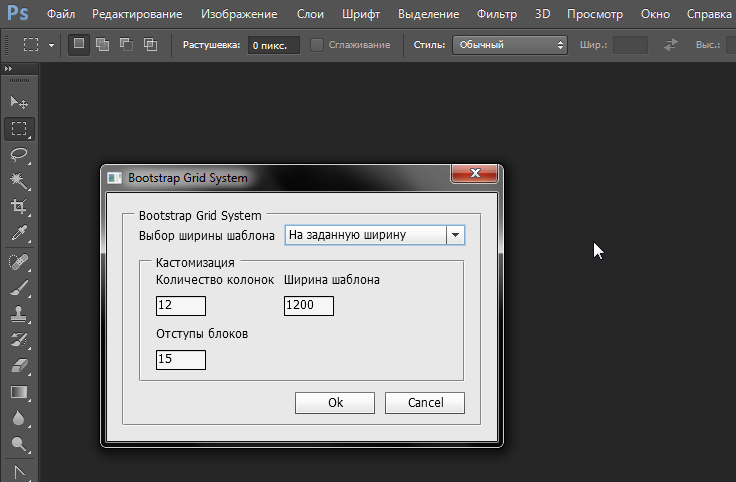 Ps Файл Редактирование Изображение Слои Шрифт Выделение Фильтр 3D Просмотр Окно Справка
Растушевка: 0 пикс. Сглаживание Стиль: Обычный Шир.: Выс.:
Bootstrap Grid System
Bootstrap Grid System
Выбор ширины шаблона На заданную ширину
Кастомизация
Количество колонок Ширина шаблона
12 1200
Отступы блоков
15
Ok Cancel